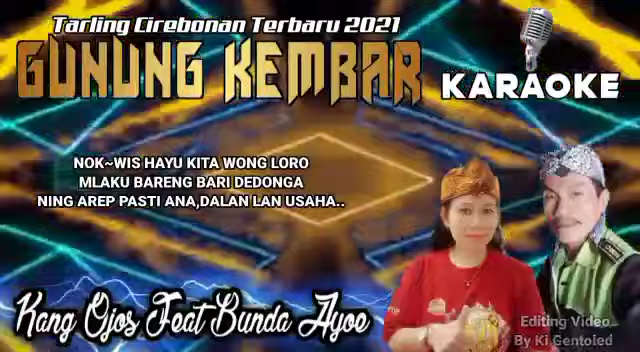 Tarling Cirebonan Terbaru 2021
GUNUNG KEMBAR
KARAOKE
NOK~WIS HAYU KITA WONG LORO
MLAKU BARENG BARI DEDONGA
NING AREP PASTI ANA,DALAN LAN USAHA..
Kang Ojos Feat Bunda Ayoe
Editing Video
By Ki Gentoled